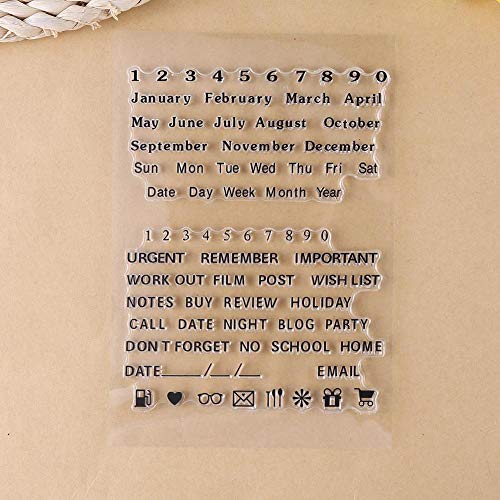 1 2 3 4 5 6 7 8 9 0
January February March April
May June July August October
September November December
Sun Mon Tue Wed Thu Fri Sat
Date Day Week Month Year
1 2 3 4 5 6 7 8 9 0
URGENT REMEMBER IMPORTANT
WORK OUT FILM POST WISH LIST
NOTES BUY REVIEW HOLIDAY
CALL DATE NIGHT BLOG PARTY
DON T FORGET NO SCHOOL HOME
DATE_____/__/__ EMAIL